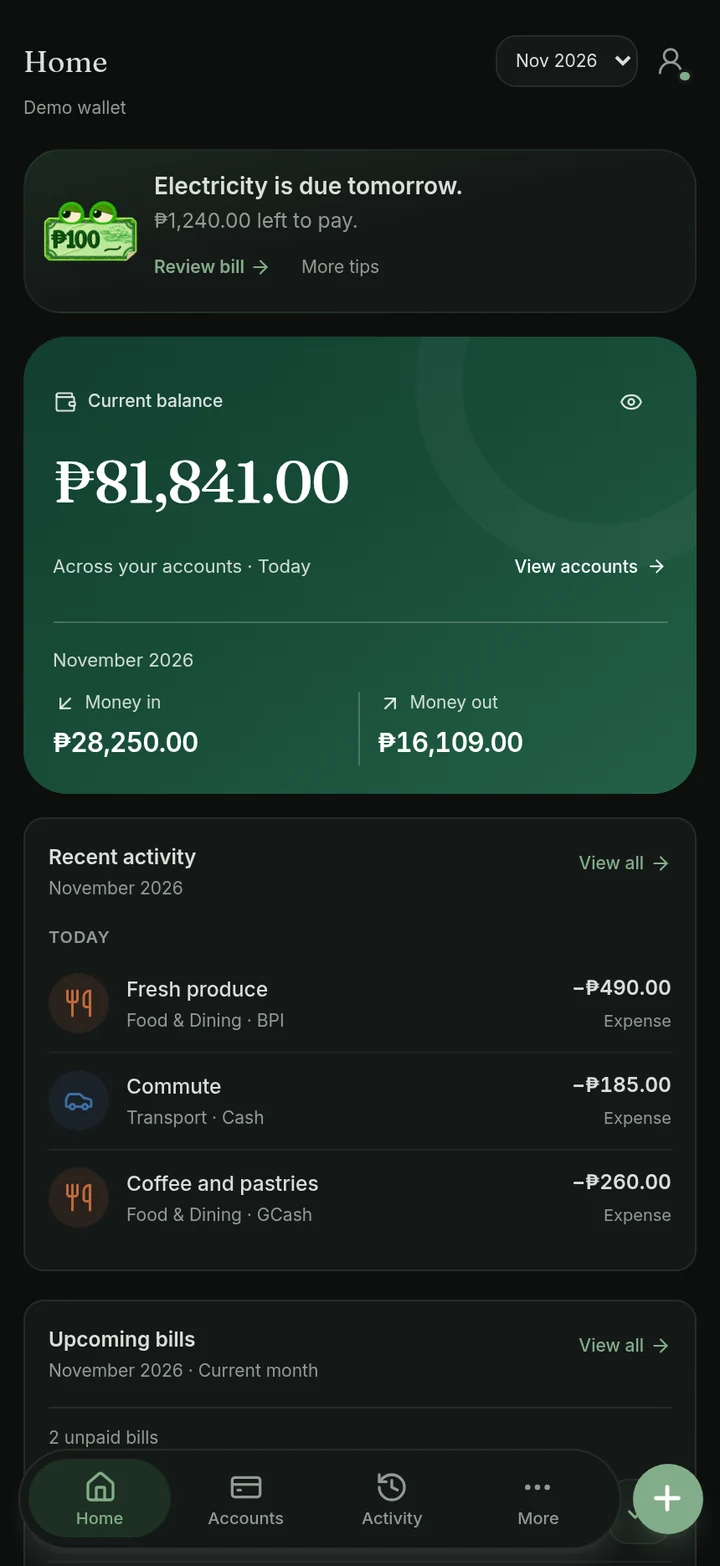 Home
Nov 2026
Demo wallet
Electricity is due tomorrow.
₱1,240.00 left to pay.
₱100
Review bill →
More tips
Current balance
₱81,841.00
Across your accounts · Today
View accounts →
November 2026
Money in
Money out
₱28,250.00
₱16,109.00
Recent activity
View all →
November 2026
TODAY
Fresh produce
−₱490.00
Food & Dining · BPI
Expense
Commute
−₱185.00
Transport · Cash
Expense
Coffee and pastries
−₱260.00
Food & Dining · GCash
Expense
Upcoming bills
View all →
November 2026 · Current month
2 unpaid bills
Home
Accounts
Activity
More